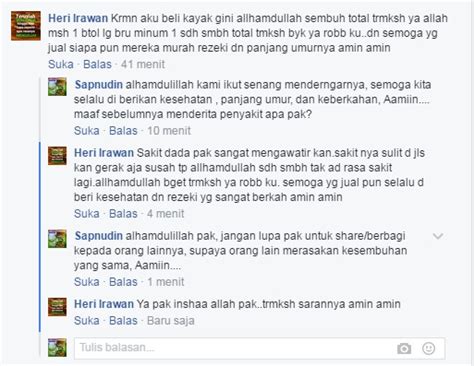 Heri Irawan Krmn aku beli kayak gini allhamdullah sembuh total trmksh ya allah
msh 1 btol lg bru minum 1 sdh smbh total tmksh byk ya robb ku..dn semoga yg
jual siapa pun mereka murah rezeki dn panjang umurnya amin amin
Suka · Balas · 41 menit
Sapnudin alhamdulillah kami ikut senang menderngarnya, semoga kita
selalu di berikan kesehatan , panjang umur, dan keberkahan, Aamiin....
maaf sebelumnya menderita penyakit apa pak?
Suka · Balas · 10 menit
Heri Irawan Sakit dada pak sangat mengawatir kan.sakit nya sulit d jls
kan gerak aja susah tp allhamdullah sdh smbh tak ad rasa sakit
lagi.allhamdullah bget trmksh ya robb ku. semoga yg jual pun selalu d
beri kesehatan dn rezeki yg sangat berkah amin amin
Suka · Balas · 4 menit
Sapnudin alhamdulillah pak, jangan lupa pak untuk share/berbagi
kepada orang lainnya, supaya orang lain merasakan kesembuhan
yang sama, Aamiin....
Suka · Balas · 1 menit
Heri Irawan Ya pak inshaa allah pak..trmksh sarannya amin amin
Suka · Balas · Baru saja
Tulis balasan...